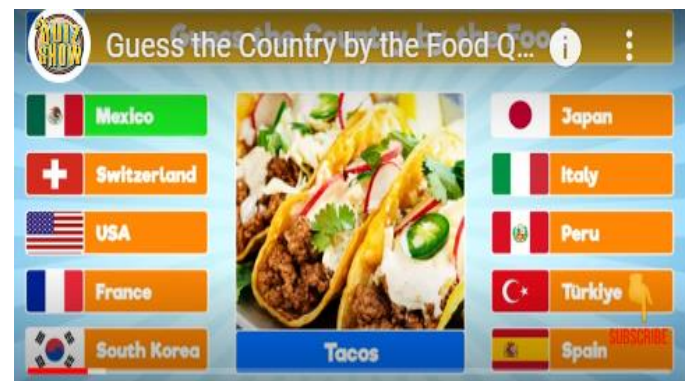 QUIZ
SHOW
Guess the Country by the Food Q...
Mexico
Switzerland
USA
France
South Korea
Tacos
Japan
Italy
Peru
Türkiye
Spain
SUBSCRIBE